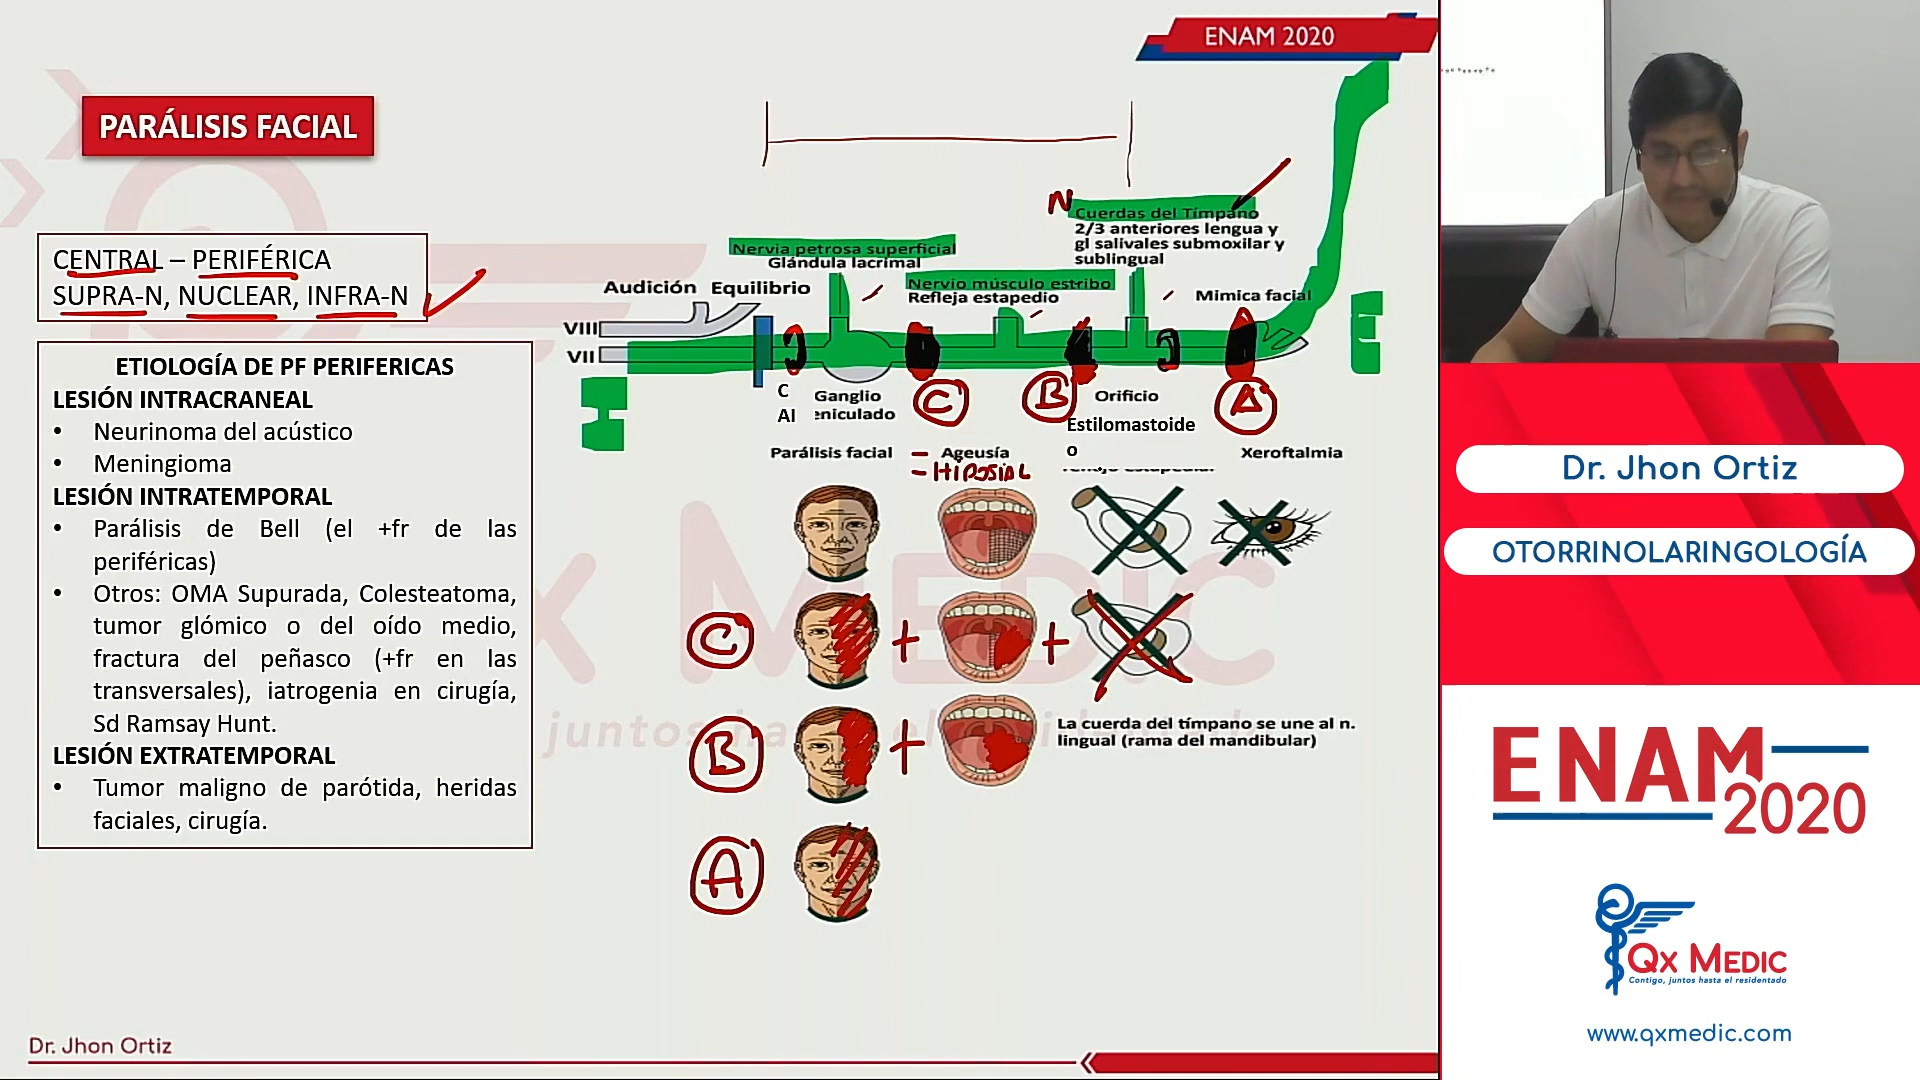 ENAM 2020
PARÁLISIS FACIAL
CENTRAL – PERIFÉRICA
SUPRA-N, NUCLEAR, INFRA-N
ETIOLOGÍA DE PF PERIFERICAS
LESIÓN INTRACRANEAL
• Neurinoma del acústico
• Meningioma
LESIÓN INTRATEMPORAL
• Parálisis de Bell (el +fr de las
periféricas)
• Otros: OMA Supurada, Colesteatoma,
tumor glómico o del oído medio,
fractura del peñasco (+fr en las
transversales), iatrogenia en cirugía,
Sd Ramsay Hunt.
LESIÓN EXTRATEMPORAL
• Tumor maligno de parótida, heridas
faciales, cirugía.
N
Cuerdas del Tímpano
2/3 anteriores lengua y
gl salivales submoxilar y
sublingual
Nervia petrosa superficial
Glándula lacrimal
Nervio músculo estribo
Refleja estapedio
Audición Equilibrio
Mimica facial
VIII
VII
E
C
AI
Ganglio
eniculado
C
B
Orificio
Estilomastoide
o
A
Parálisis facial
- Ageusía
- HIPOSIAL
Xeroftalmia
C + +
B +
La cuerda del tímpano se une al n.
lingual (rama del mandibular)
A
QX MEDIC
juntos
Dr. Jhon Ortiz
Dr. Jhon Ortiz
OTORRINOLARINGOLOGÍA
ENAM
2020
QX MEDIC
Contigo, juntos hasta el residentado
www.qxmedic.com